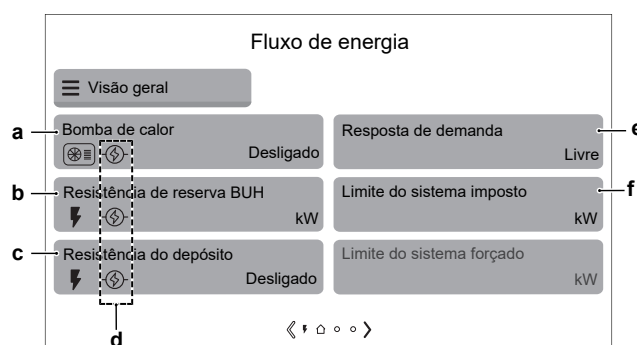 Fluxo de energia
Visão geral
a
Bomba de calor
Desligado
Resposta de demanda
Livre
e
b
Resistência de reserva BUH
kW
Limite do sistema imposto
kW
f
c
Resistência do depósito
Desligado
Limite do sistema forçado
kW
d